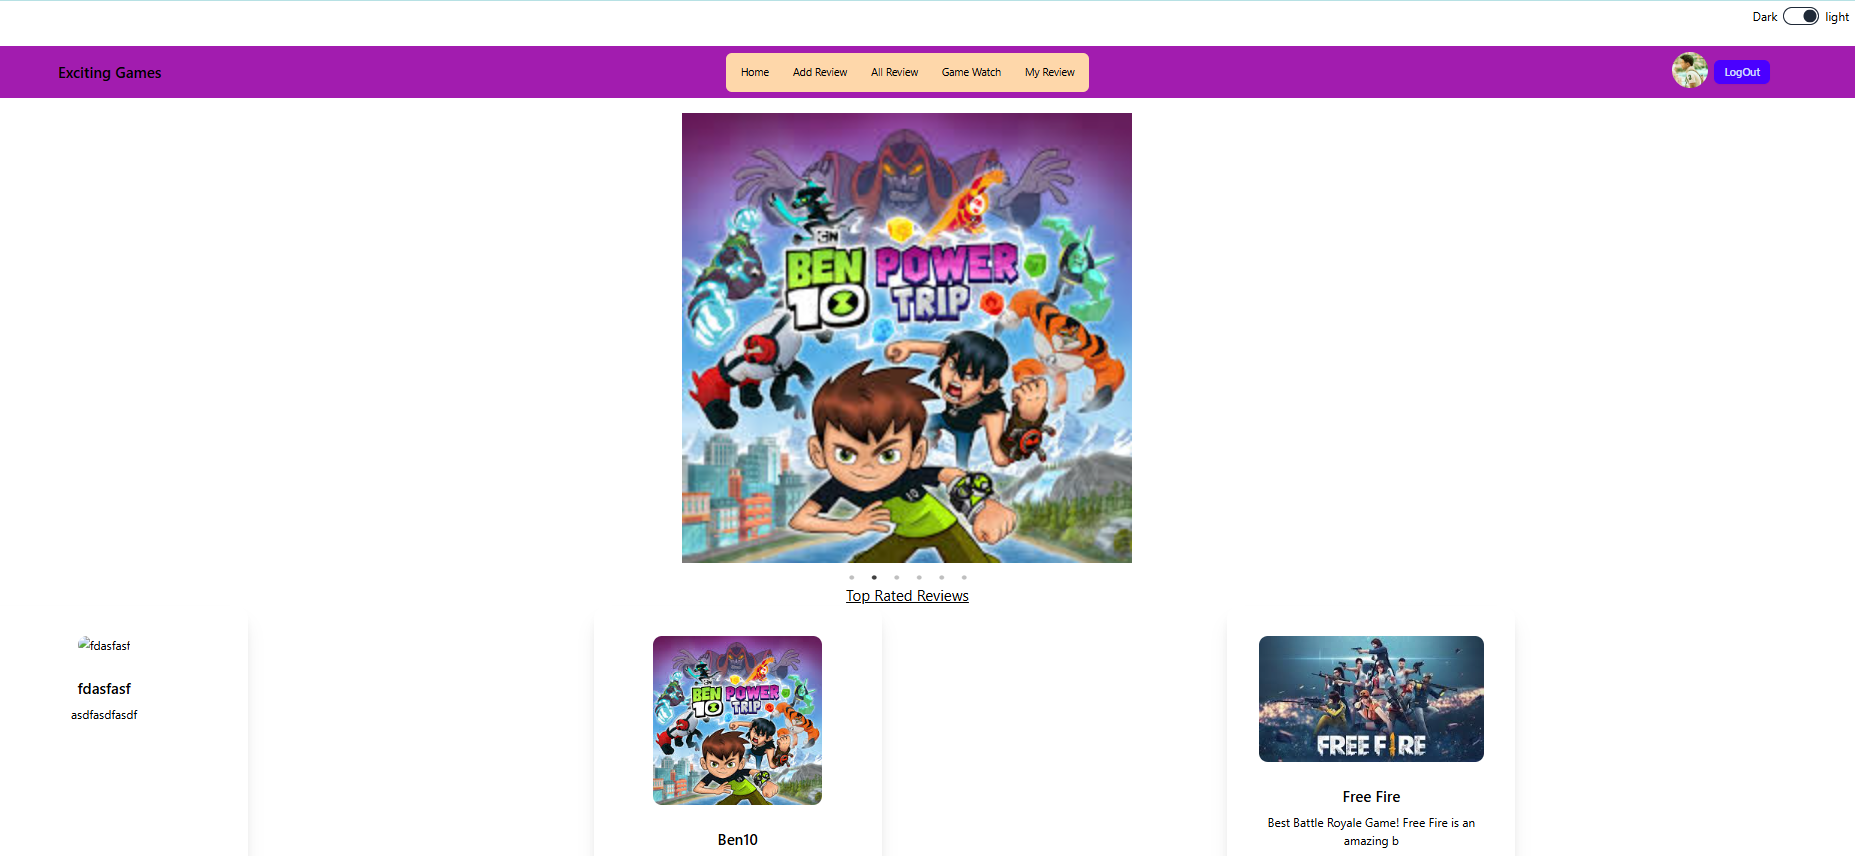 Dark light
Exciting Games
Home Add Review All Review Game Watch My Review
LogOut
CN
BEN 10 POWER TRIP
10
Top Rated Reviews
fdasfasf
fdasfasf
asdfasdfasdf
BEN 10 POWER TRIP
Ben10
FREE FIRE
Free Fire
Best Battle Royale Game! Free Fire is an
amazing b